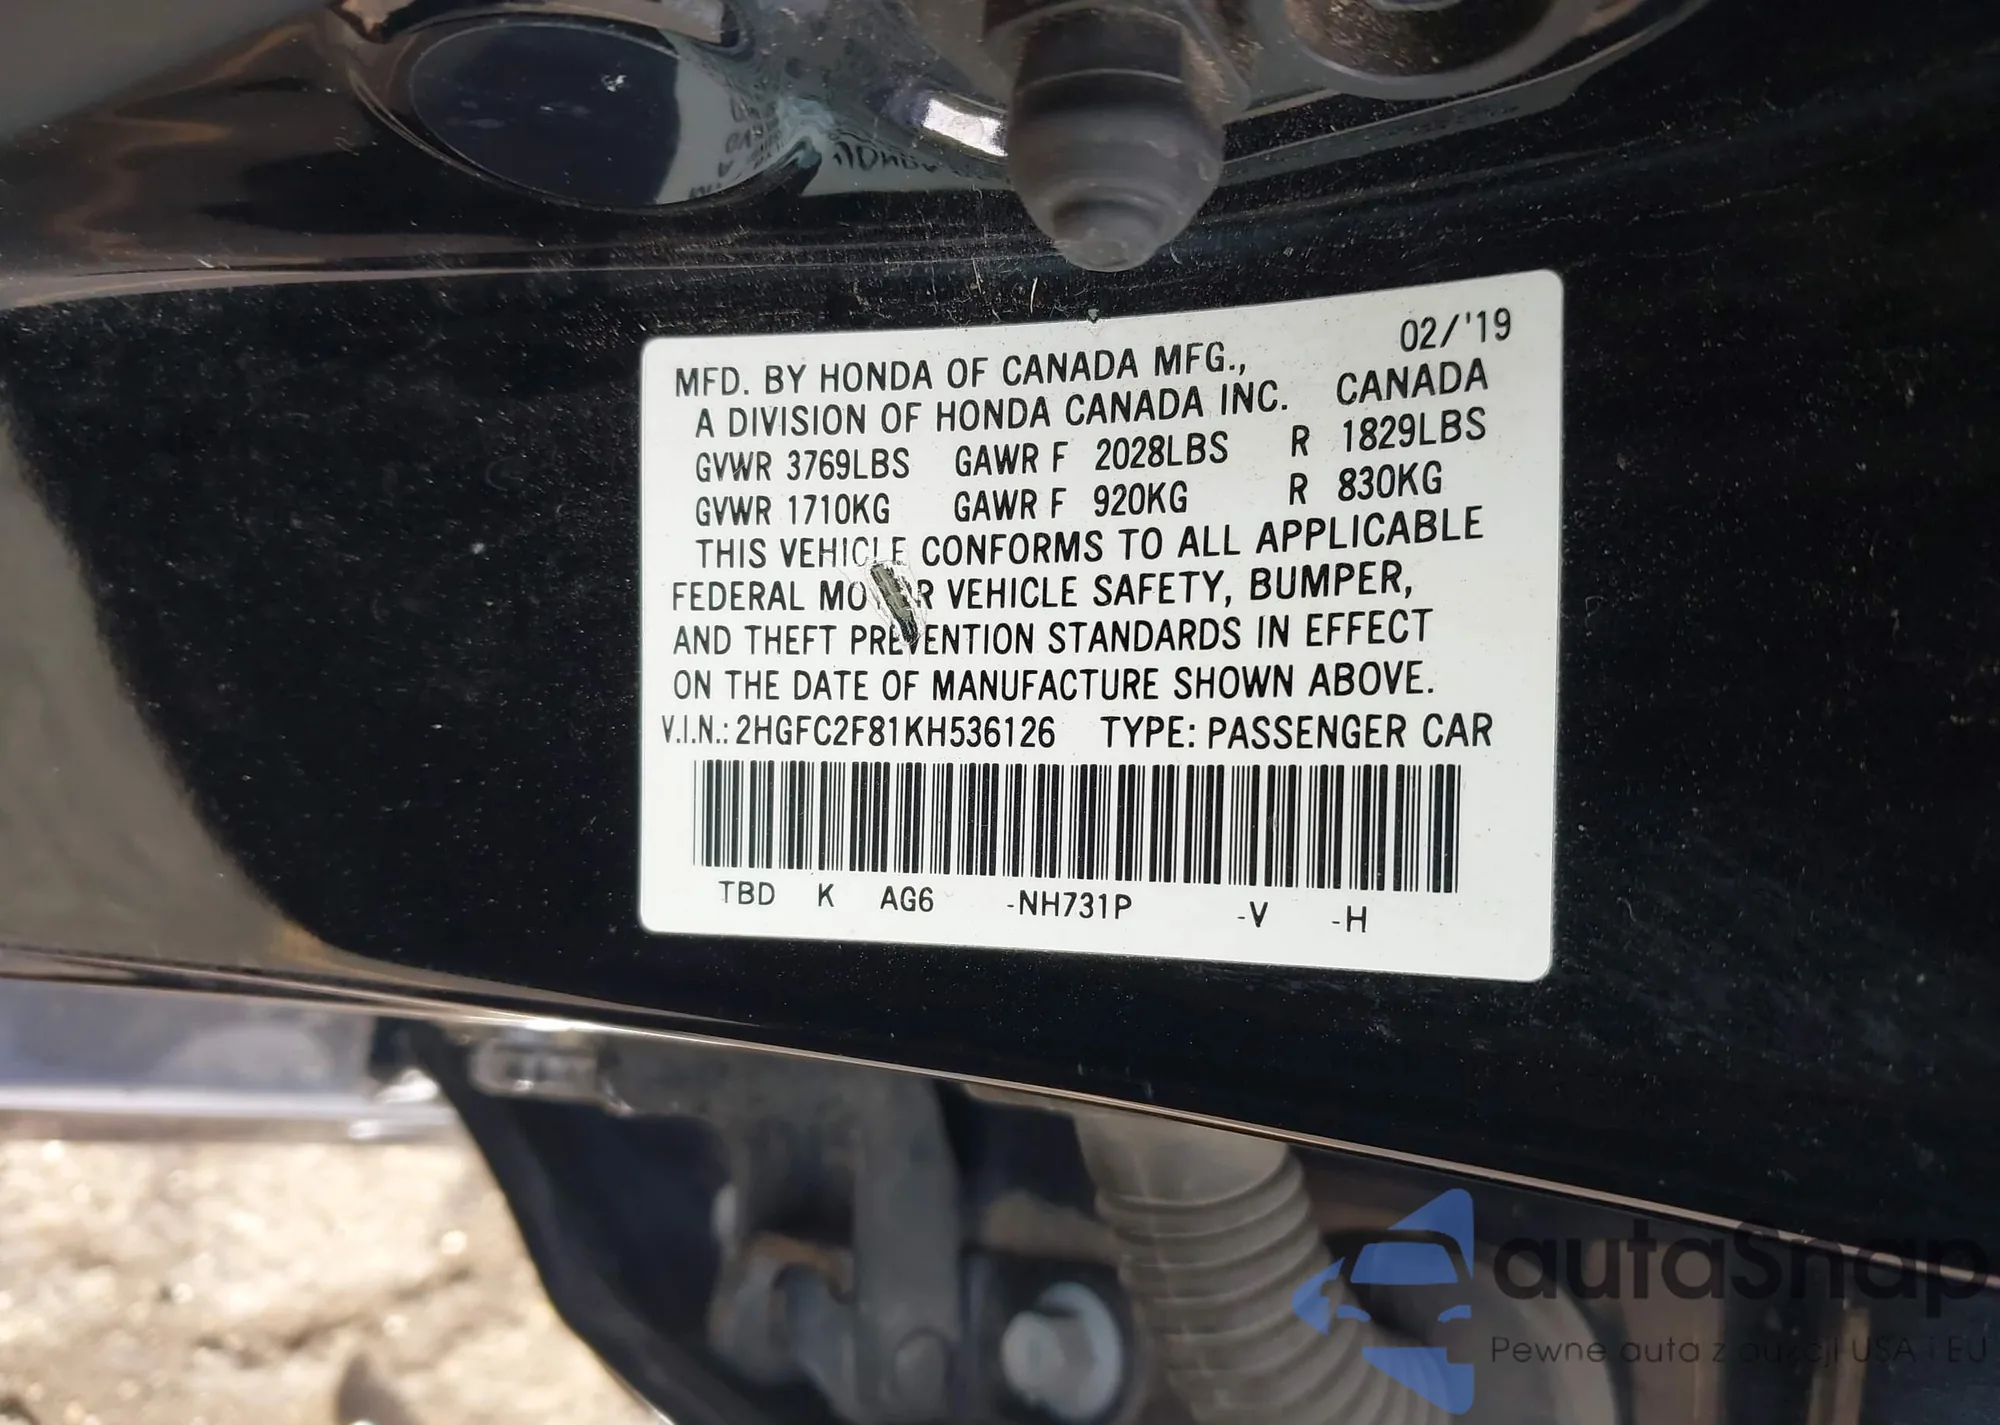 02/'19
MFD. BY HONDA OF CANADA MFG.,
A DIVISION OF HONDA CANADA INC. CANADA
GVWR 3769LBS GAWR F 2028LBS R 1829LBS
GVWR 1710KG GAWR F 920KG R 830KG
THIS VEHICLE CONFORMS TO ALL APPLICABLE
FEDERAL MOTOR VEHICLE SAFETY, BUMPER,
AND THEFT PREVENTION STANDARDS IN EFFECT
ON THE DATE OF MANUFACTURE SHOWN ABOVE.
V.I.N.: 2HGFC2F81KH536126 TYPE: PASSENGER CAR
TBD K AG6 -NH731P -V -H
autaSnap
Pewne auta z aukcji USA i EU